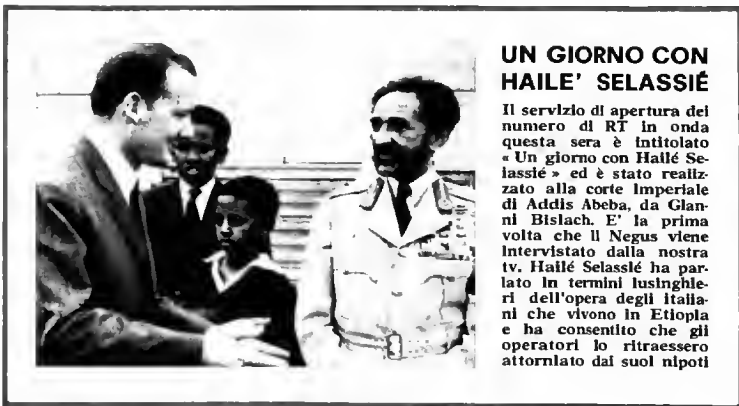 UN GIORNO CON
HAILE' SELASSIÉ
Il servizio di apertura del
numero di RT in onda
questa sera è intitolato
« Un giorno con Hailé Se-
lassié » ed è stato realiz-
zato alla corte imperiale
di Addis Abeba, da Gian-
ni Bisiach. E' la prima
volta che il Negus viene
intervistato dalla nostra
tv. Hailé Selassié ha par-
lato in termini lusinghie-
ri dell'opera degli italia-
ni che vivono in Etiopia
e ha consentito che gli
operatori lo ritraessero
attorniato dai suoi nipoti